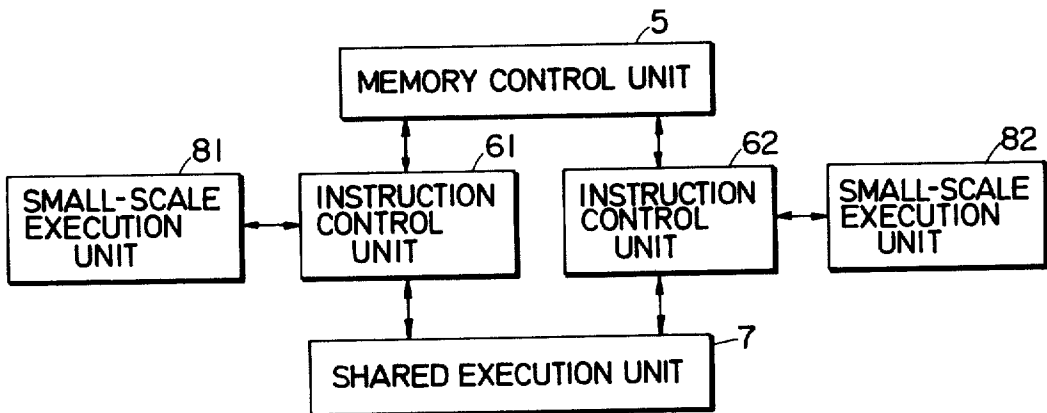 5
MEMORY CONTROL UNIT
81
SMALL-SCALE
EXECUTION
UNIT
61
INSTRUCTION
CONTROL
UNIT
62
INSTRUCTION
CONTROL
UNIT
82
SMALL-SCALE
EXECUTION
UNIT
7
SHARED EXECUTION UNIT